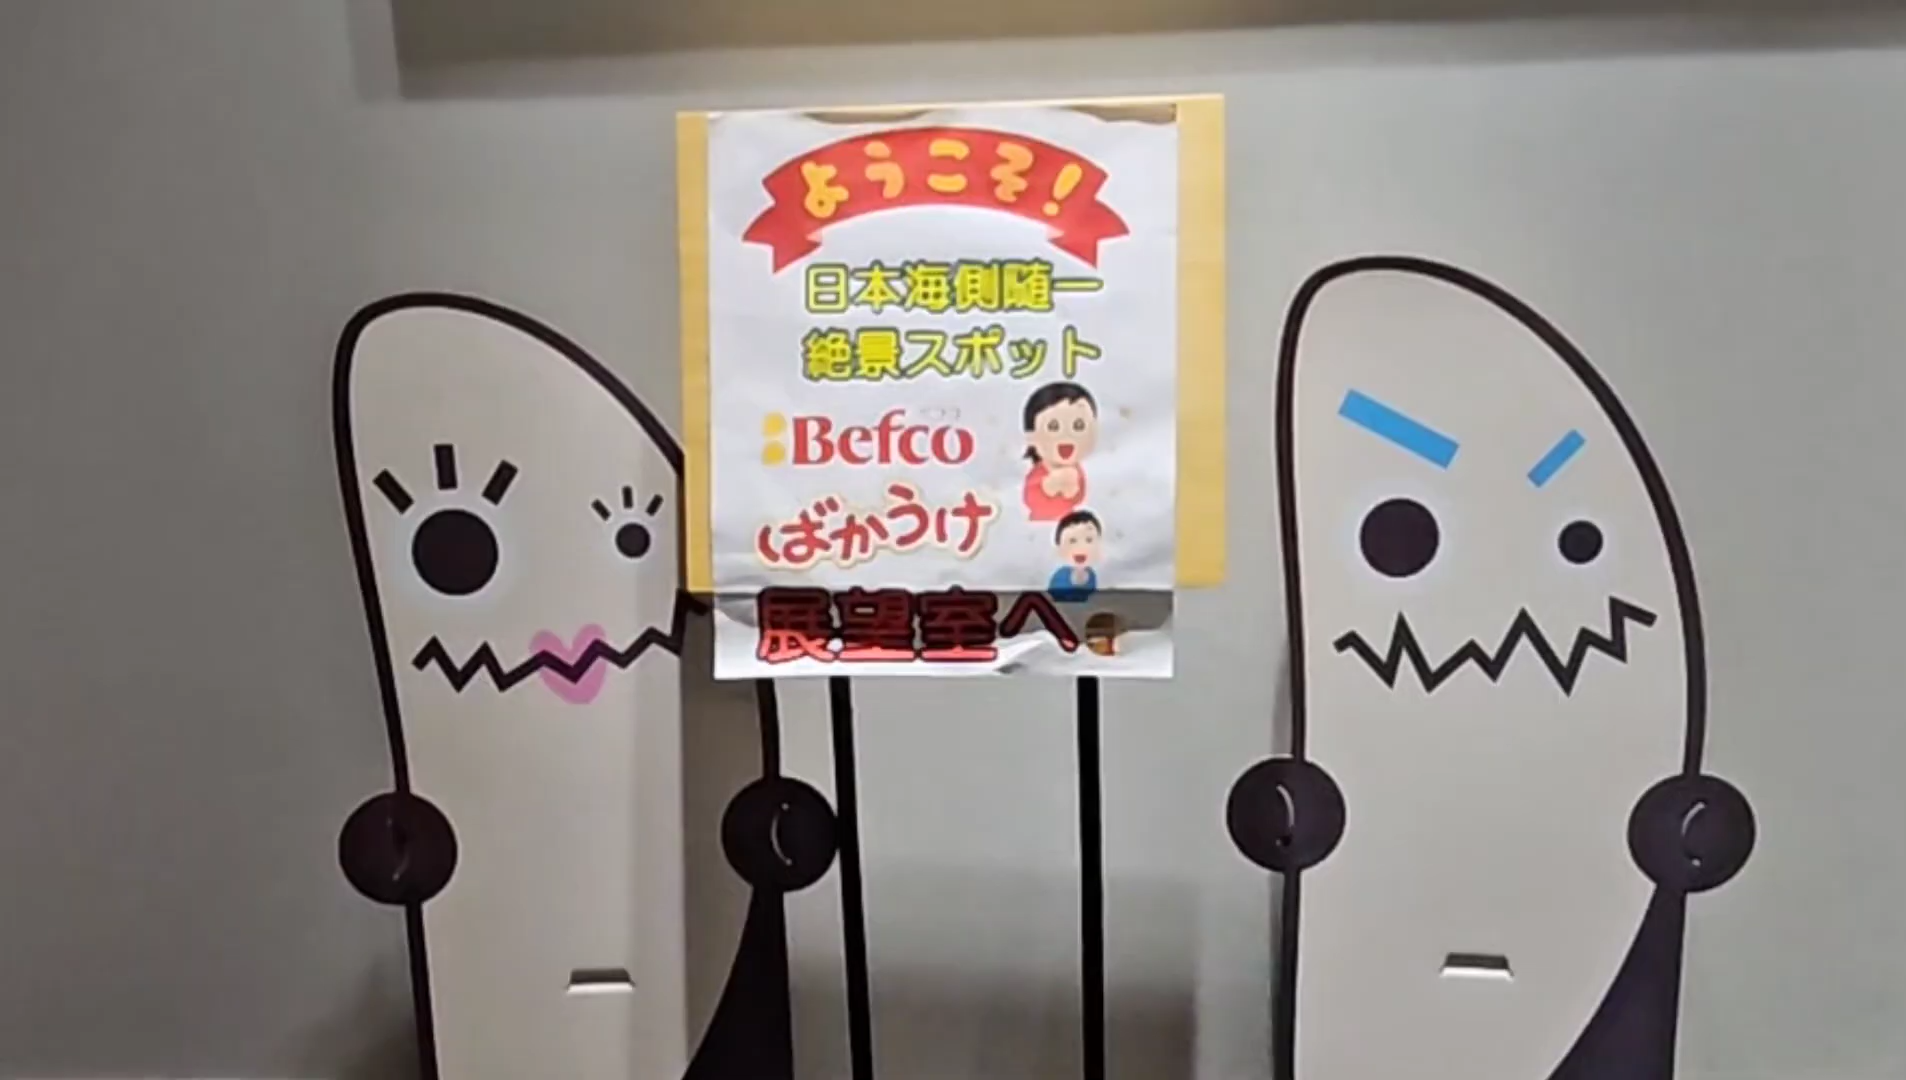 ようこそ!
日本海側随一
絶景スポット
Befco
ばかうけ
展望室へ